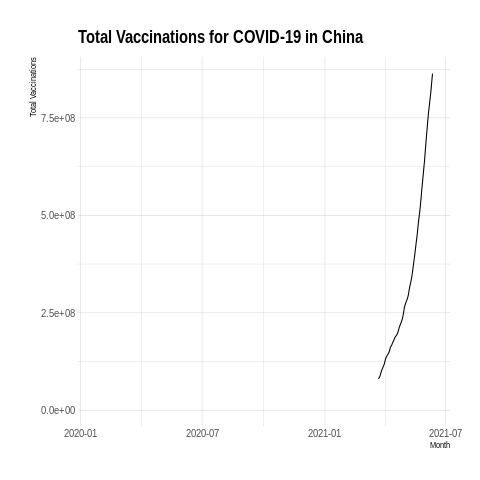 Total Vaccinations for COVID-19 in China
Total Vaccinations
7.5e+08
5.0e+08
2.5e+08
0.0e+00
2020-01 2020-07 2021-01 2021-07
Month